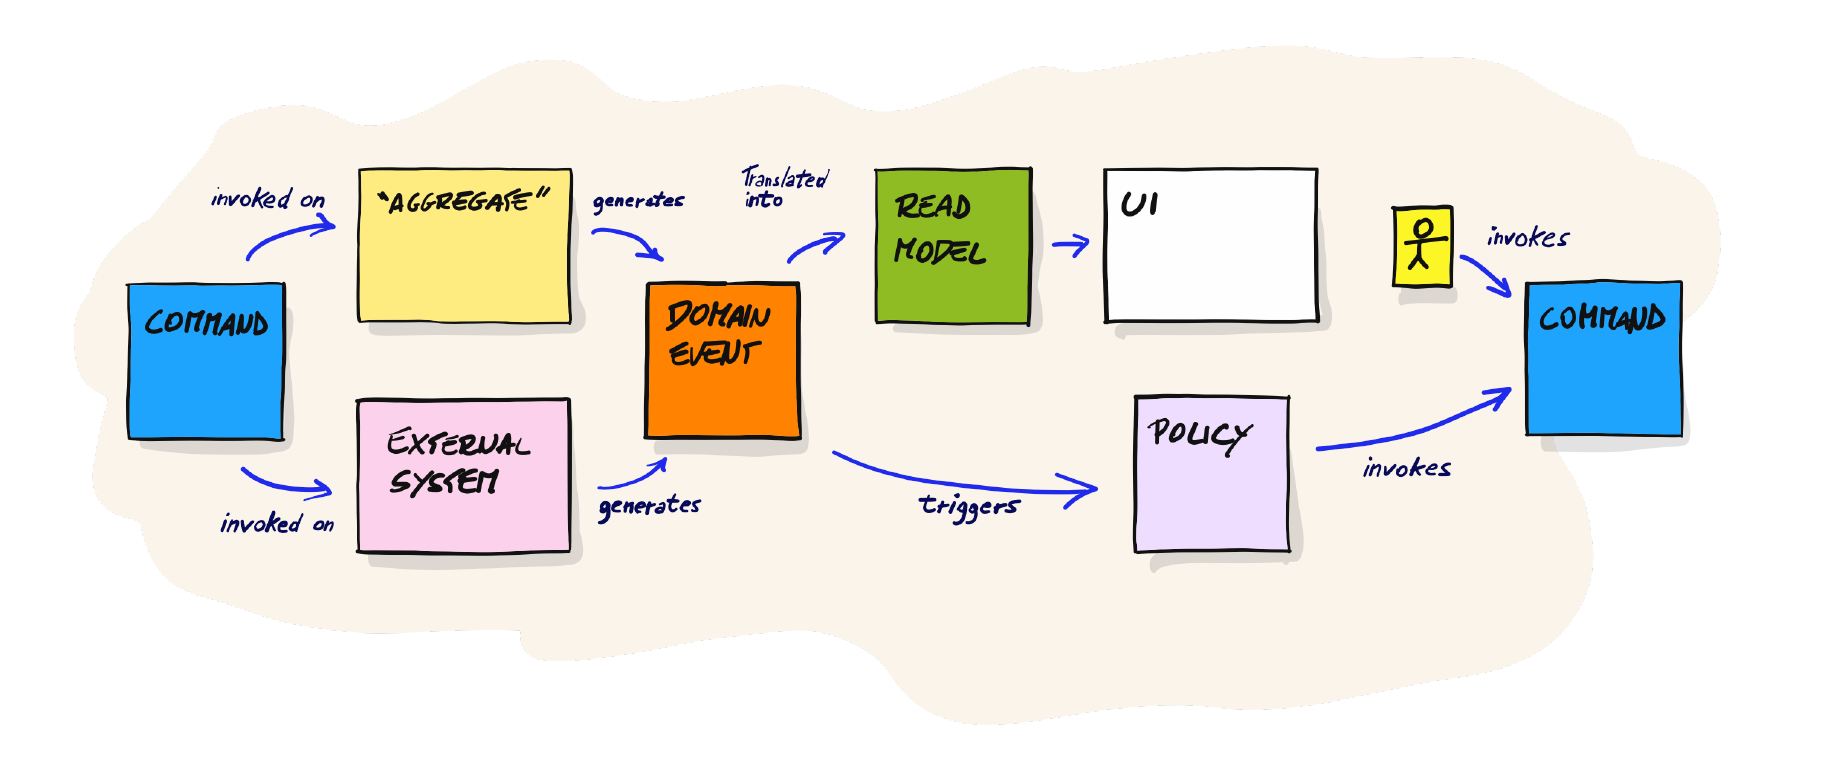 invoked on
"AGGREGATE"
generates
Translated
into
READ
MODEL
UI
invokes
COMMAND
DOMAIN
EVENT
COMMAND
EXTERNAL
SYSTEM
POLICY
invoked on
generates
triggers
invokes